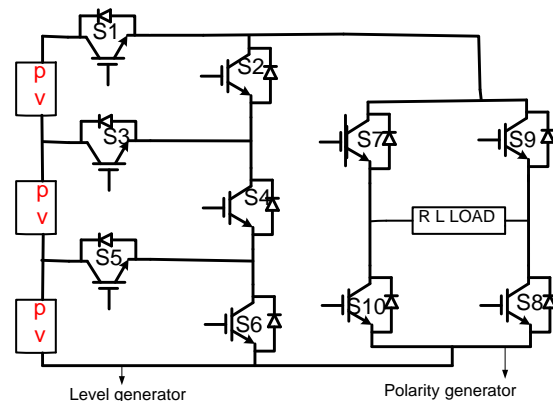 S1
p
v
S2
S3
S7
S9
p
v
S4
R L LOAD
S5
p
v
S6
S10
S8
Level generator
Polarity generator